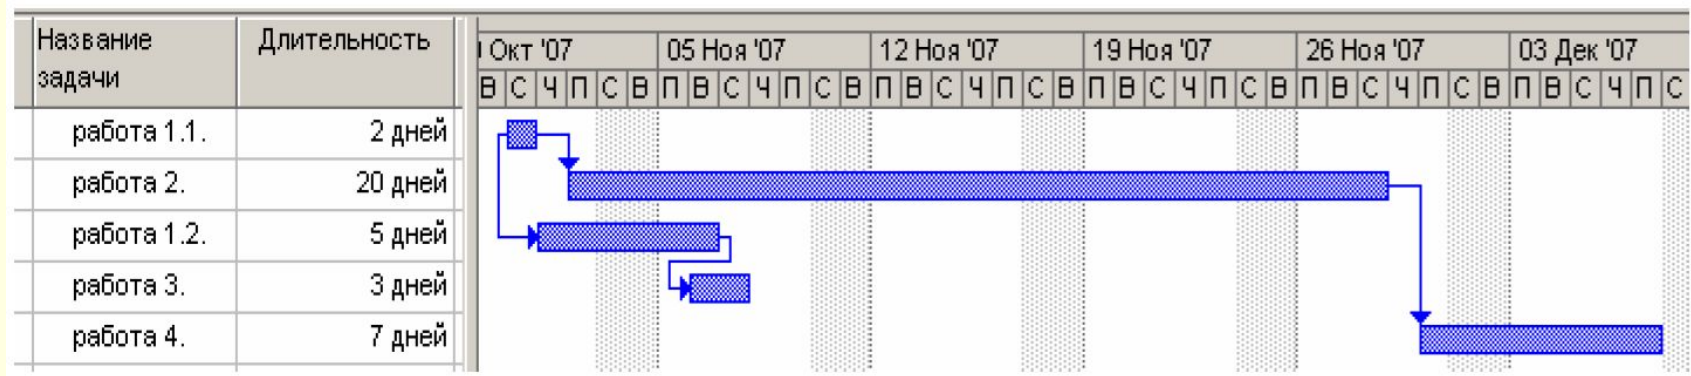 Название задачи Длительность
Окт '07 05 Ноя '07 12 Ноя '07 19 Ноя '07 26 Ноя '07 03 Дек '07
В С Ч П С В П В С Ч П С В П В С Ч П С В П В С Ч П С В П В С Ч П С В П В С Ч П С
работа 1.1. 2 дней
работа 2. 20 дней
работа 1.2. 5 дней
работа 3. 3 дней
работа 4. 7 дней